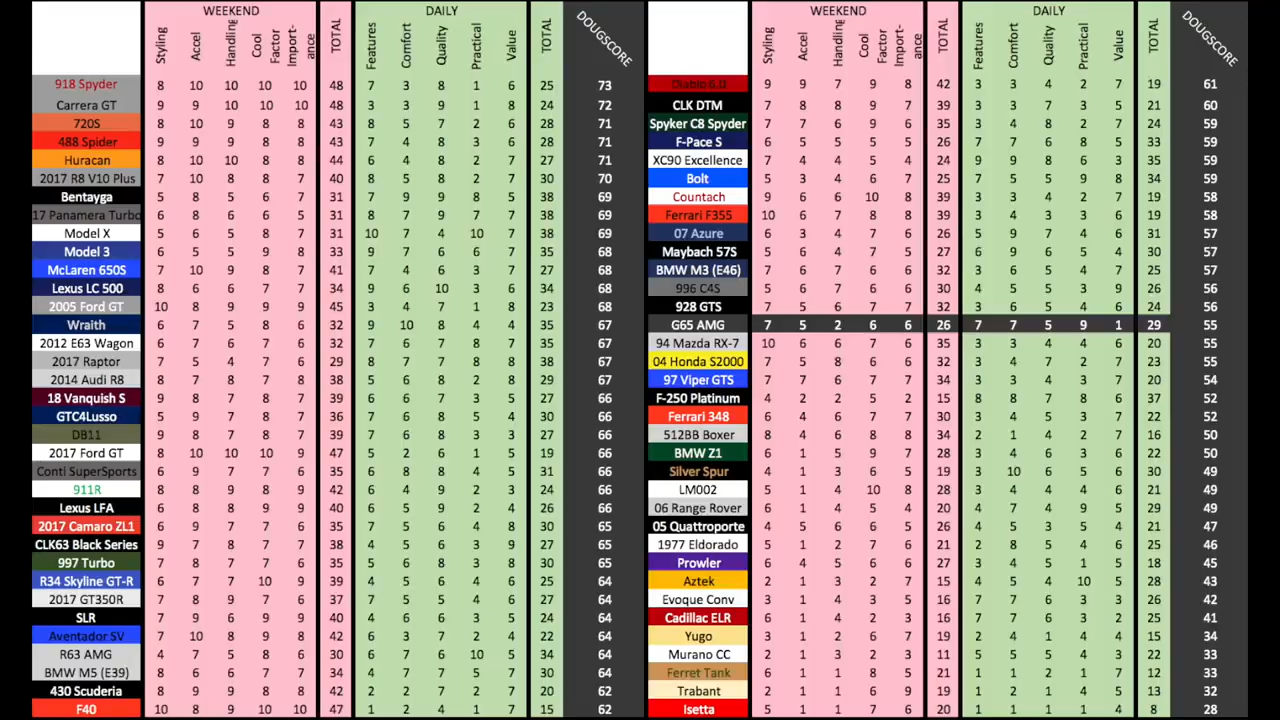 WEEKEND DAILY
Styling Accel Handling Cool Factor Import-ance TOTAL Features Comfort Quality Practical Value TOTAL DOUGSCORE
918 Spyder 8 10 10 10 10 48 7 3 8 1 6 25 73
Carrera GT 9 9 10 10 10 48 3 3 9 1 8 24 72
720S 8 10 9 8 8 43 8 5 7 2 6 28 71
488 Spider 9 9 9 8 8 43 7 4 8 3 6 28 71
Huracan 8 10 10 8 8 44 6 4 8 2 7 27 71
2017 R8 V10 Plus 7 10 8 8 7 40 8 5 8 2 7 30 70
Bentayga 5 8 5 6 7 31 7 9 9 8 5 38 69
17 Panamera Turbo 6 8 6 6 5 31 8 7 9 7 7 38 69
Model X 5 6 5 8 7 31 10 7 4 10 7 38 69
Model 3 6 5 5 9 8 33 9 7 6 6 7 35 68
McLaren 650S 7 10 9 8 7 41 7 4 6 3 7 27 68
Lexus LC 500 8 6 6 7 7 34 9 6 10 3 6 34 68
2005 Ford GT 10 8 9 9 9 45 3 4 7 1 8 23 68
Wraith 6 7 5 8 6 32 9 10 8 4 4 35 67
2012 E63 Wagon 6 7 6 7 6 32 7 6 7 8 7 35 67
2017 Raptor 7 5 4 7 6 29 8 7 7 8 8 38 67
2014 Audi R8 8 7 8 7 8 38 5 6 8 2 8 29 67
18 Vanquish S 9 8 7 8 7 39 6 6 7 3 5 27 66
GTC4Lusso 5 9 7 8 7 36 7 6 8 5 4 30 66
DB11 9 8 7 8 7 39 7 6 8 3 3 27 66
2017 Ford GT 8 10 10 10 9 47 5 2 6 1 5 19 66
Conti SuperSports 6 9 7 7 6 35 6 8 8 4 5 31 66
911R 8 8 9 8 9 42 6 4 9 2 3 24 66
Lexus LFA 6 8 8 9 9 40 6 5 9 2 4 26 66
2017 Camaro ZL1 6 9 7 7 6 35 7 5 6 4 8 30 65
CLK63 Black Series 9 7 8 7 7 38 4 5 6 3 9 27 65
997 Turbo 7 8 8 7 5 35 5 6 8 3 8 30 65
R34 Skyline GT-R 6 7 7 10 9 39 4 5 6 4 6 25 64
2017 GT350R 7 8 9 7 6 37 6 5 5 4 7 27 64
SLR 7 9 6 9 9 40 5 5 7 3 4 24 64
Aventador SV 7 10 8 9 8 42 6 3 7 2 4 22 64
R63 AMG 4 7 5 8 6 30 6 7 6 10 5 34 64
BMW M5 (E39) 8 6 6 7 7 34 4 7 7 5 7 30 64
430 Scuderia 8 9 9 8 8 42 2 2 7 2 7 20 62
F40 10 8 9 10 10 47 1 2 4 1 7 15 62
WEEKEND DAILY
Styling Accel Handling Cool Factor Import-ance TOTAL Features Comfort Quality Practical Value TOTAL DOUGSCORE
Diablo 6.0 9 9 7 9 8 42 3 3 4 2 7 19 61
CLK DTM 7 8 8 9 7 39 3 3 7 3 5 21 60
Spyker C8 Spyder 7 7 6 9 6 35 3 4 8 2 7 24 59
F-Pace S 6 5 5 5 5 26 7 7 6 8 5 33 59
XC90 Excellence 7 4 4 5 4 24 9 9 8 6 3 35 59
Bolt 5 3 4 6 7 25 7 5 5 9 8 34 59
Countach 9 6 6 10 8 39 3 3 4 2 7 19 58
Ferrari F355 10 6 7 8 8 39 3 4 3 3 6 19 58
07 Azure 6 3 4 7 6 26 5 9 7 6 4 31 57
Maybach 57S 5 6 4 5 7 27 6 9 6 5 4 30 57
BMW M3 (E46) 7 6 7 6 6 32 3 6 5 4 7 25 57
996 C4S 7 6 7 6 4 30 4 5 5 3 9 26 56
928 GTS 7 6 5 7 7 32 3 6 5 4 6 24 56
G65 AMG 7 5 2 6 6 26 7 7 5 9 1 29 55
94 Mazda RX-7 10 6 6 7 6 35 3 3 4 4 6 20 55
04 Honda S2000 7 5 8 6 6 32 3 4 7 2 7 23 55
97 Viper GTS 7 7 6 7 7 34 3 3 4 3 7 20 54
F-250 Platinum 4 2 2 5 2 15 8 8 7 8 6 37 52
Ferrari 348 6 4 6 7 7 30 3 4 5 3 7 22 52
512BB Boxer 8 4 6 8 8 34 2 1 4 2 7 16 50
BMW Z1 6 1 5 9 7 28 3 4 6 3 6 22 50
Silver Spur 4 1 3 5 6 19 3 10 6 6 5 30 49
LM002 5 1 4 10 8 28 3 4 4 4 6 21 49
06 Range Rover 6 4 1 5 4 20 4 7 4 9 5 29 49
05 Quattroporte 4 5 6 6 5 26 4 5 3 5 4 21 47
1977 Eldorado 5 1 2 7 6 21 2 8 5 4 6 25 46
Prowler 6 4 5 6 6 27 3 4 3 1 7 18 45
Aztek 2 1 3 2 7 15 4 5 4 10 5 28 43
Evoque Conv 3 1 4 3 5 16 7 7 6 3 3 26 42
Cadillac ELR 6 1 4 2 3 16 7 7 6 3 2 25 41
Yugo 2 1 2 6 7 19 2 4 1 4 4 15 34
Murano CC 2 1 3 2 3 11 5 5 5 4 3 22 33
Ferret Tank 6 1 1 8 5 21 1 1 2 1 7 12 33
Trabant 2 1 1 6 9 19 1 2 1 4 5 13 32
Isetta 5 1 1 6 7 20 1 1 1 1 4 8 28